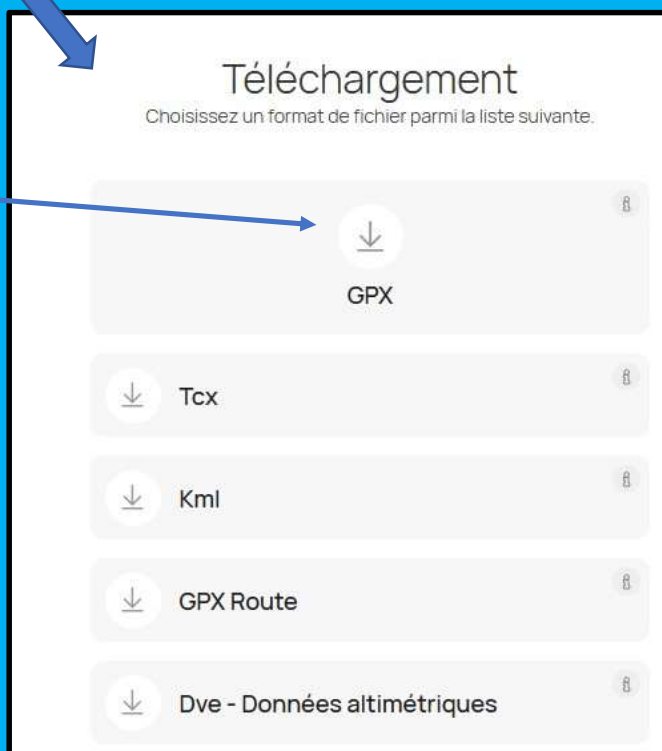 Téléchargement
Choisissez un format de fichier parmi la liste suivante.
GPX
Tcx
Kml
GPX Route
Dve - Données altimétriques